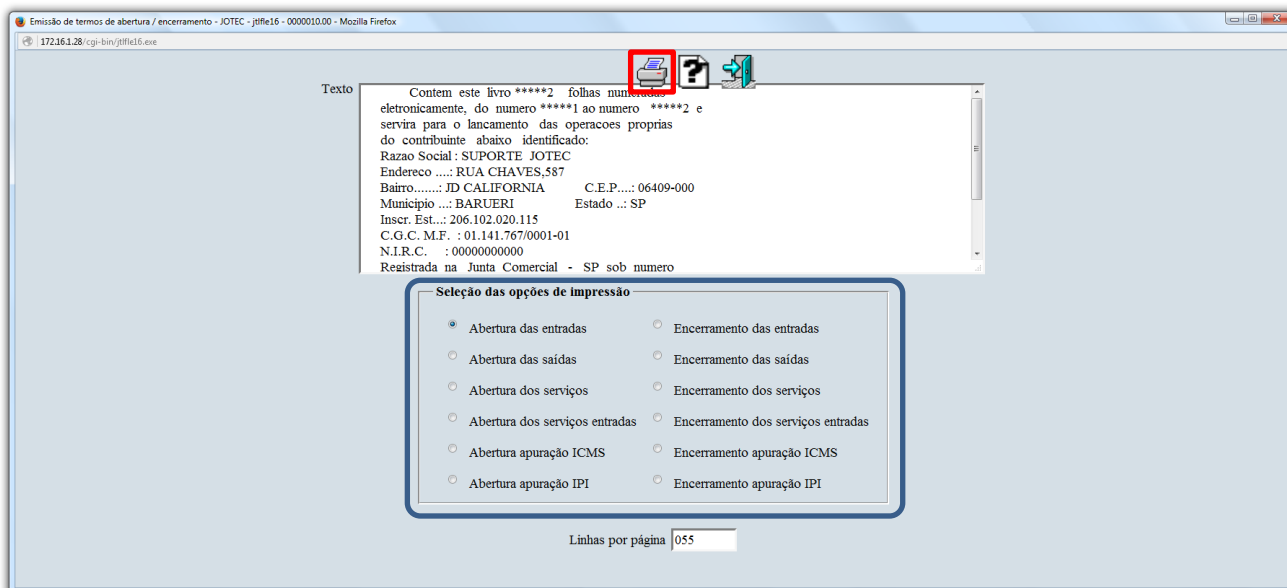 Emissão de termos de abertura / encerramento - JOTEC - jtlfle16 - 0000010.00 - Mozilla Firefox
172.16.1.28/cgi-bin/jtlfle16.exe
Texto
Contem este livro *****2 folhas numeradas
eletronicamente, do numero *****1 ao numero *****2 e
servira para o lancamento das operacoes proprias
do contribuinte abaixo identificado:
Razao Social : SUPORTE JOTEC
Endereco ....: RUA CHAVES,587
Bairro.......: JD CALIFORNIA C.E.P....: 06409-000
Municipio ...: BARUERI Estado ..: SP
Inscr. Est...: 206.102.020.115
C.G.C. M.F. : 01.141.767/0001-01
N.I.R.C. : 00000000000
Registrada na Junta Comercial - SP sob numero
Seleção das opções de impressão
Abertura das entradas Encerramento das entradas
Abertura das saídas Encerramento das saídas
Abertura dos serviços Encerramento dos serviços
Abertura dos serviços entradas Encerramento dos serviços entradas
Abertura apuração ICMS Encerramento apuração ICMS
Abertura apuração IPI Encerramento apuração IPI
Linhas por página 055